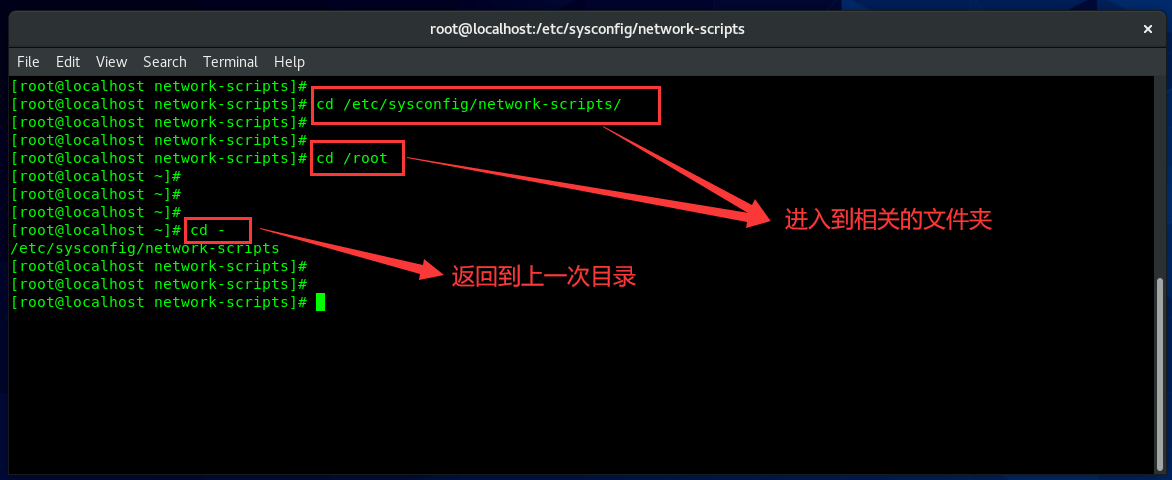 root@localhost:/etc/sysconfig/network-scripts ×
File Edit View Search Terminal Help
[root@localhost network-scripts]#
[root@localhost network-scripts]# cd /etc/sysconfig/network-scripts/
[root@localhost network-scripts]#
[root@localhost network-scripts]#
[root@localhost network-scripts]# cd /root
[root@localhost ~]#
[root@localhost ~]#
[root@localhost ~]#
进入到相关的文件夹
[root@localhost ~]# cd -
/etc/sysconfig/network-scripts
[root@localhost network-scripts]#
返回到上一次目录
[root@localhost network-scripts]#
[root@localhost network-scripts]#